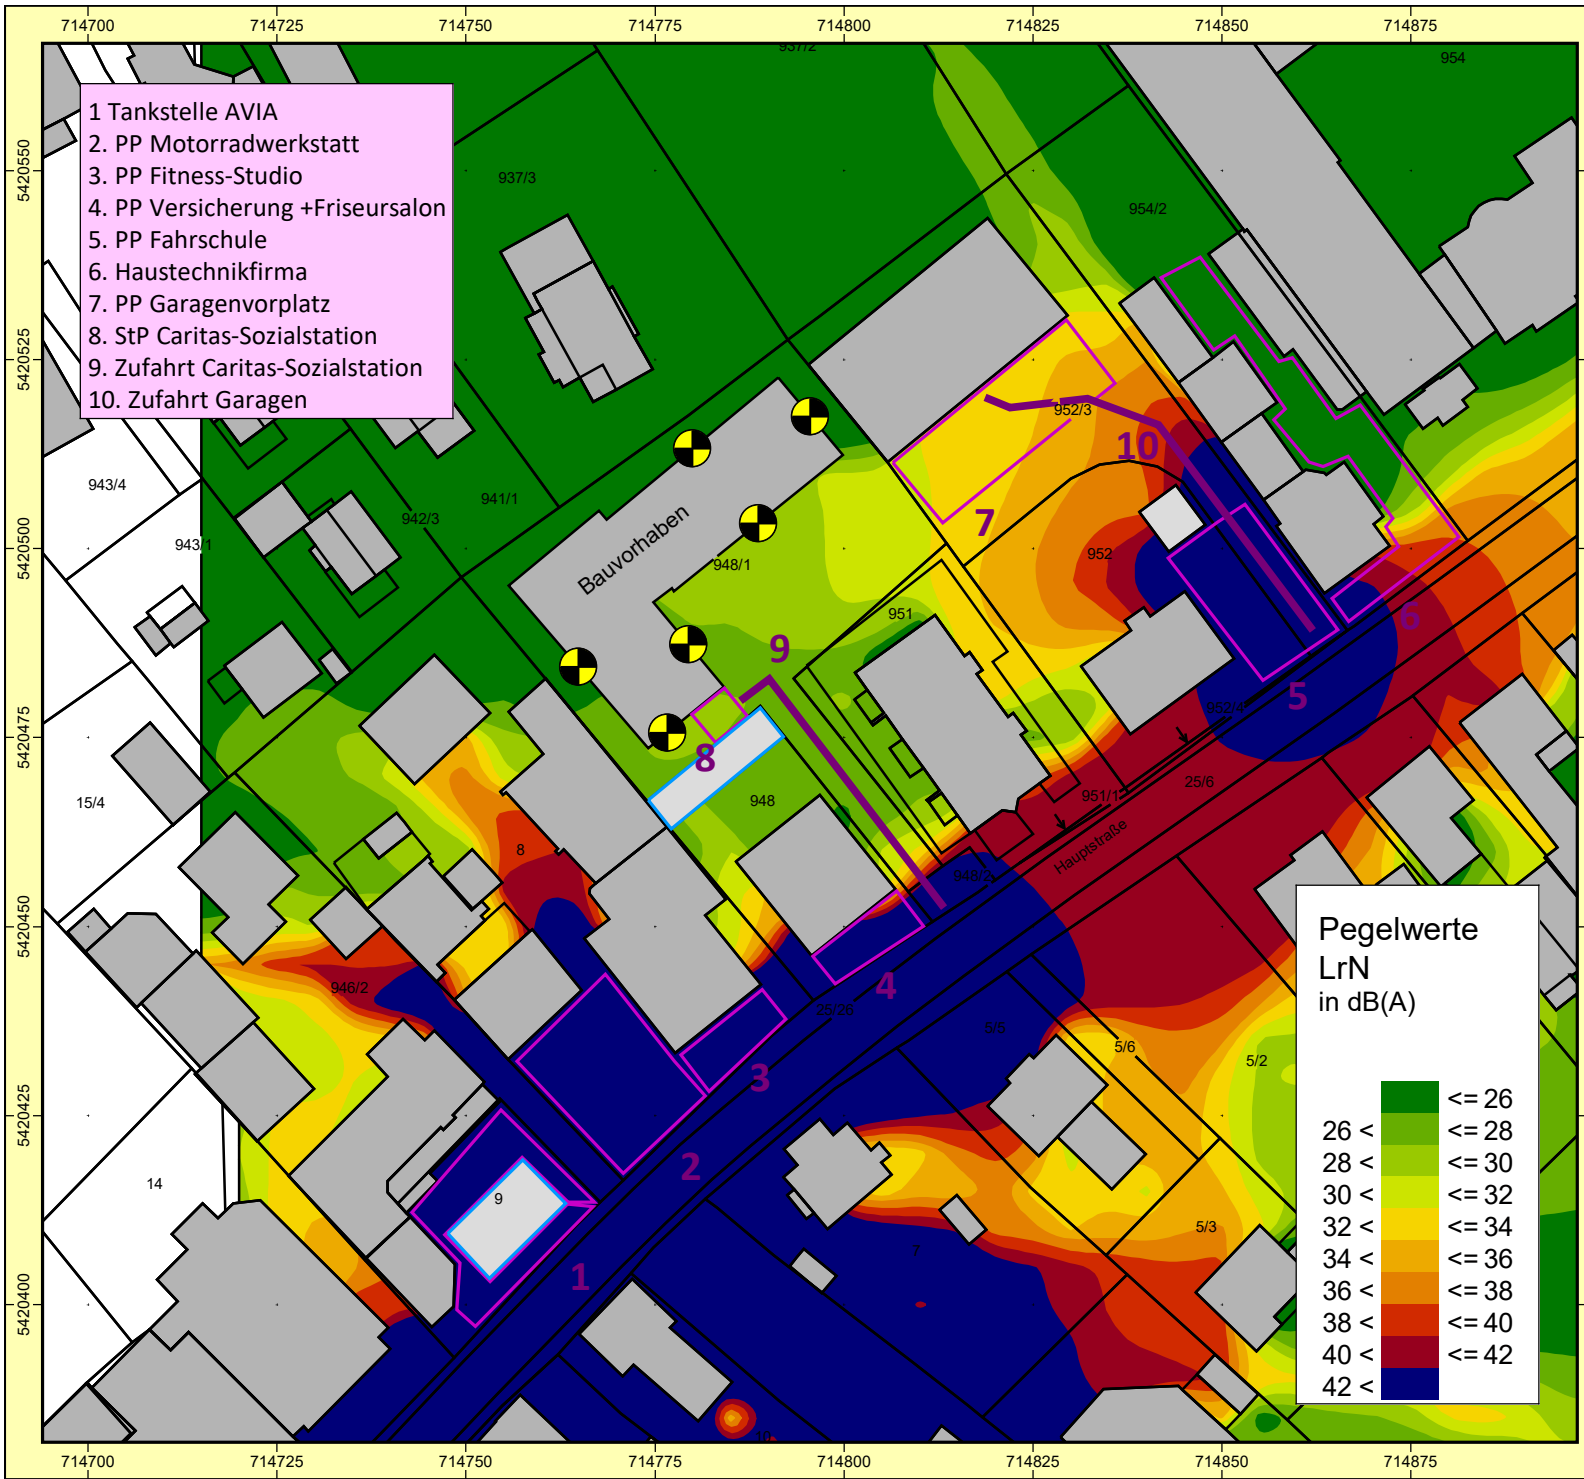 714700 714725 714750 714775 714800 714825 714850 714875
5420550
5420525
5420500
5420475
5420450
5420425
5420400
1 Tankstelle AVIA
2. PP Motorradwerkstatt
3. PP Fitness-Studio
4. PP Versicherung +Friseursalon
5. PP Fahrschule
6. Haustechnikfirma
7. PP Garagenvorplatz
8. StP Caritas-Sozialstation
9. Zufahrt Caritas-Sozialstation
10. Zufahrt Garagen
937/2
954
937/3
954/2
952/3
10
943/4
941/1
942/3
7
943/1
Bauvorhaben
948/1
952
951
6
9
5
952/4
8
15/4
948
951/1
25/6
Hauptstraße
8
948/2
946/2
4
25/26
5/5
5/6
5/2
3
2
14
9
5/3
7
1
10
Pegelwerte
LrN
in dB(A)
<= 26
26 < <= 28
28 < <= 30
30 < <= 32
32 < <= 34
34 < <= 36
36 < <= 38
38 < <= 40
40 < <= 42
42 <
714700 714725 714750 714775 714800 714825 714850 714875